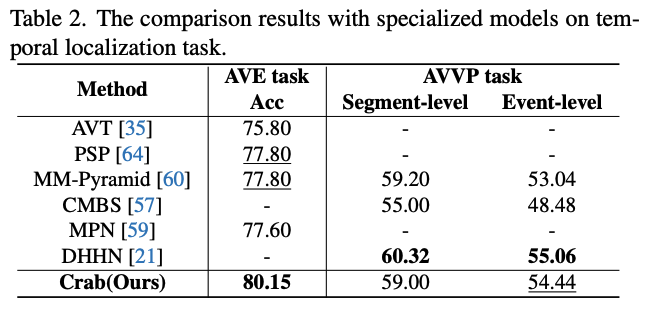 Table 2. The comparison results with specialized models on tem-
poral localization task.
Method AVE task AVVP task
Acc Segment-level Event-level
AVT [35] 75.80 - -
PSP [64] 77.80 - -
MM-Pyramid [60] 77.80 59.20 53.04
CMBS [57] - 55.00 48.48
MPN [59] 77.60 - -
DHHN [21] - 60.32 55.06
Crab(Ours) 80.15 59.00 54.44